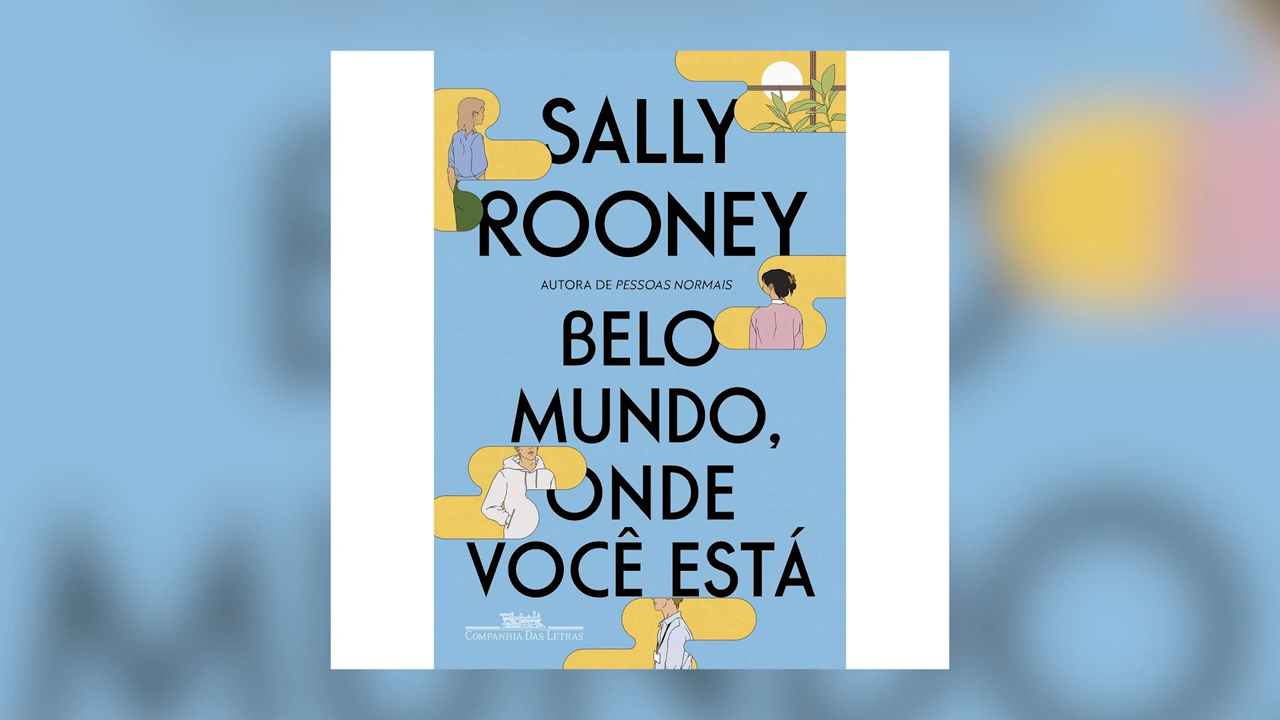 SALLY
ROONEY
AUTORA DE PESSOAS NORMAIS
BELO
MUNDO,
ONDE
VOCÊ ESTÁ
COMPANHIA DAS LETRAS